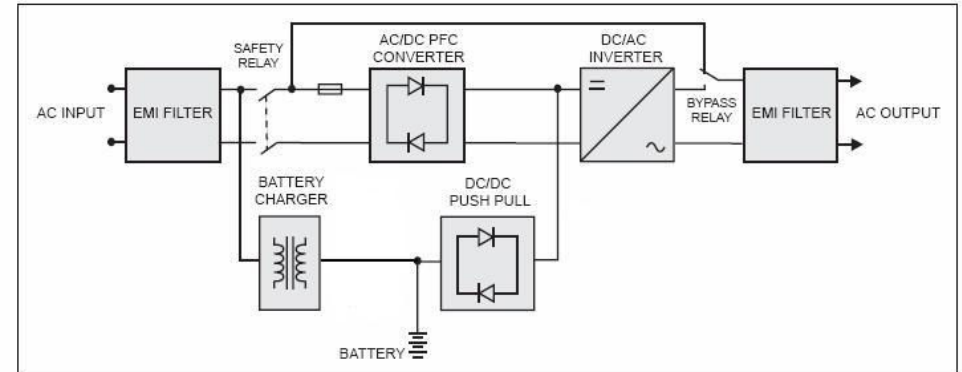 SAFETY
RELAY
AC/DC PFC
CONVERTER
DC/AC
INVERTER
AC INPUT
EMI FILTER
BYPASS
RELAY
EMI FILTER
AC OUTPUT
BATTERY
CHARGER
DC/DC
PUSH PULL
BATTERY